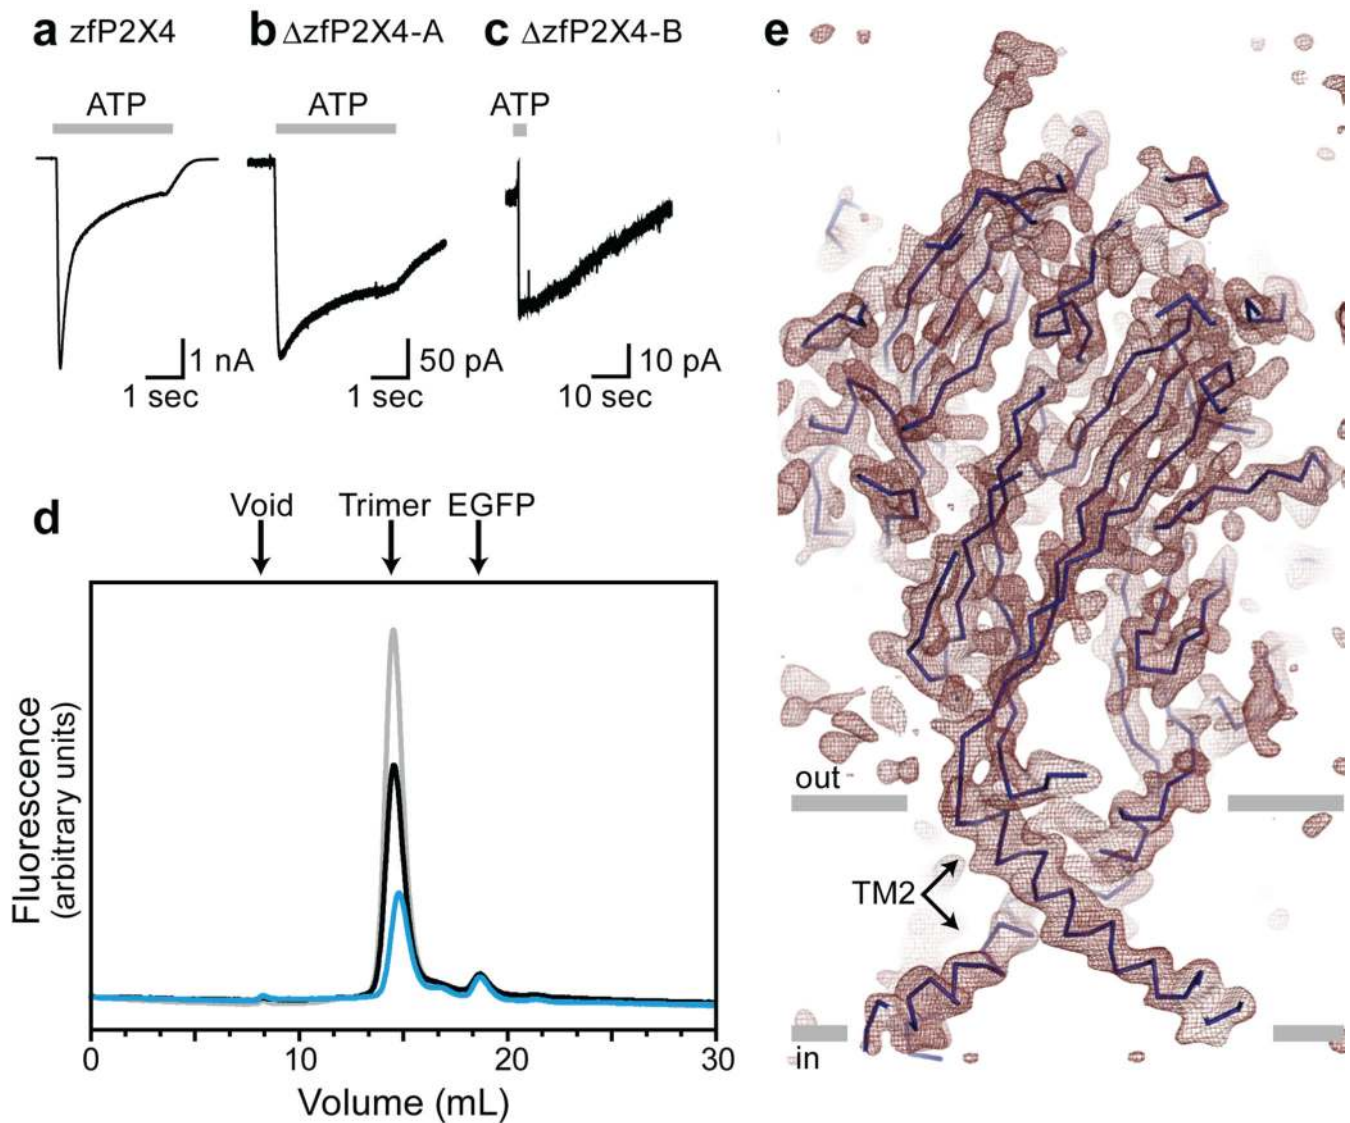 a zfP2X4
b ΔzfP2X4-A
c ΔzfP2X4-B
e
ATP
ATP
ATP
1 nA
1 sec
50 pA
1 sec
10 pA
10 sec
d
Void
Trimer
EGFP
Fluorescence
(arbitrary units)
0
10
20
30
Volume (mL)
out
TM2
in